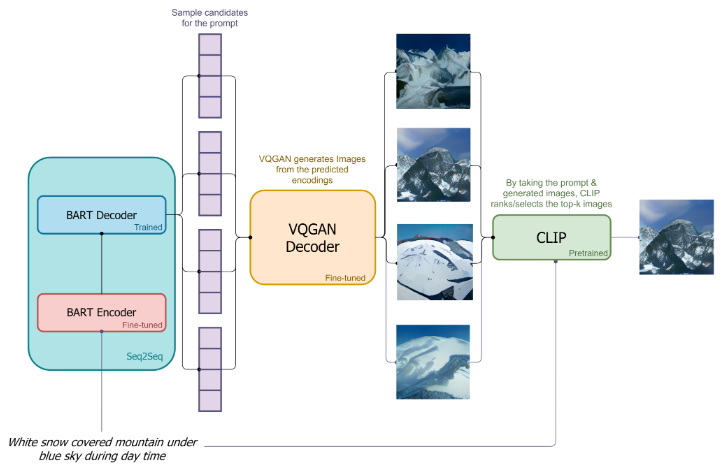 Sample candidates
for the prompt
VQGAN generates Images
from the predicted
encodings
By taking the prompt &
generated images, CLIP
ranks/selects the top-k images
BART Decoder
Trained
VQGAN
Decoder
Fine-tuned
CLIP
Pretrained
BART Encoder
Fine-tuned
Seq2Seq
White snow covered mountain under
blue sky during day time